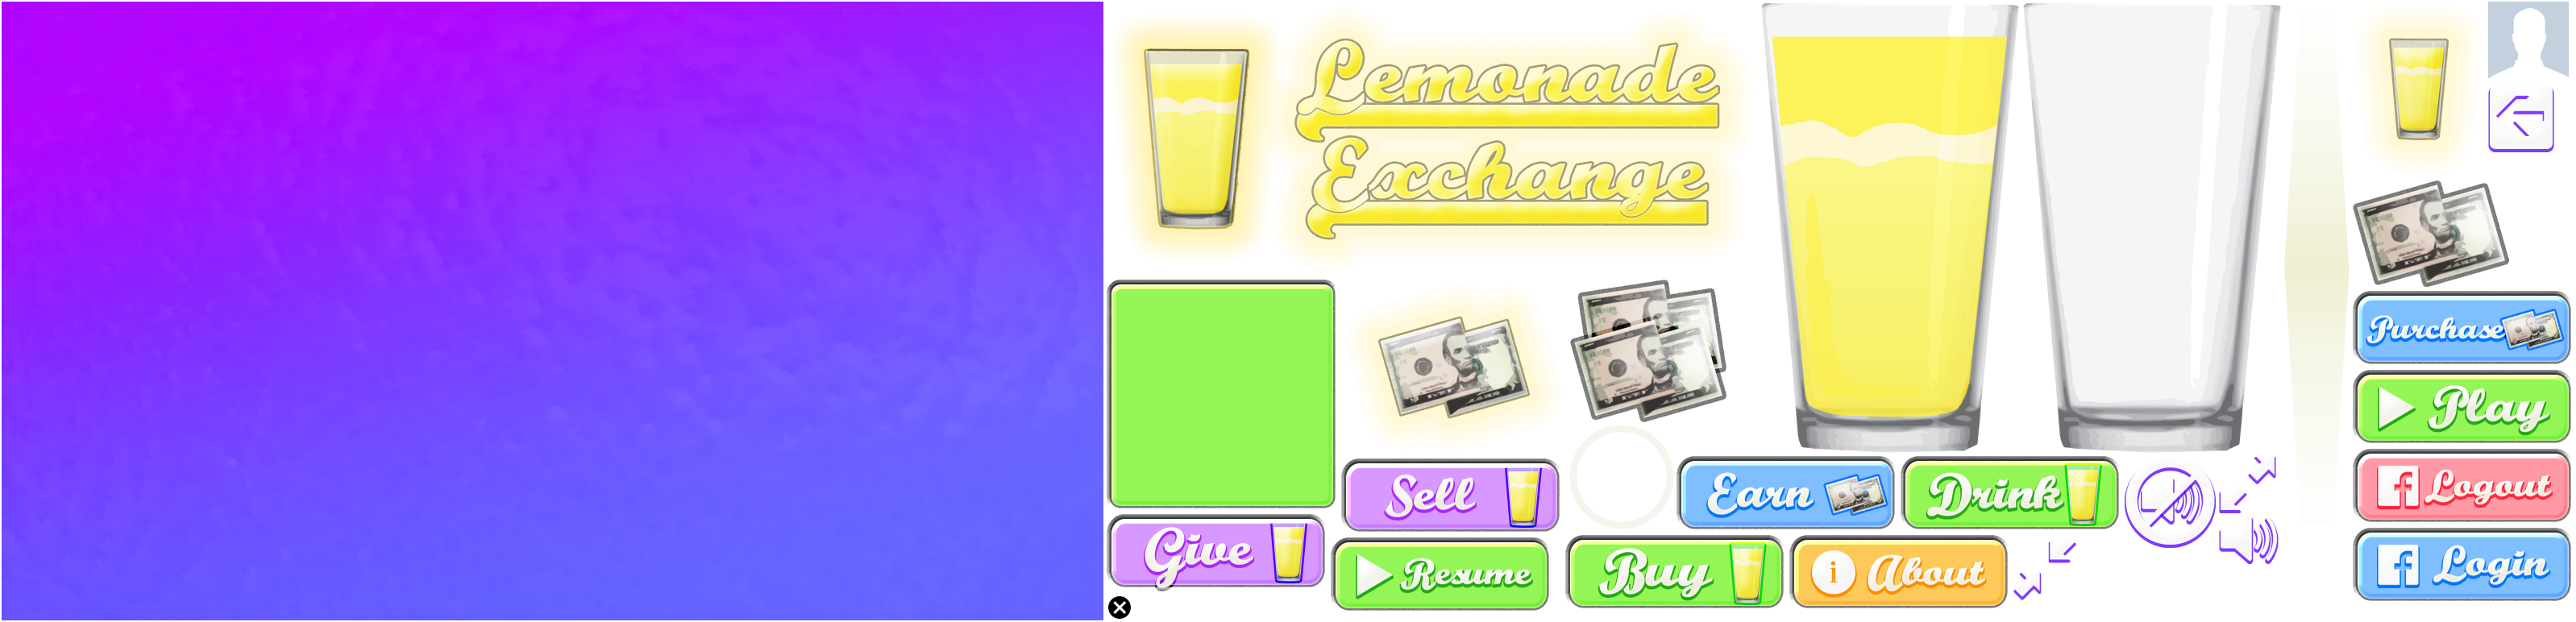 Lemonade
Exchange
Purchase
Play
Sell
Earn
Drink
Logout
Give
Resume
Buy
i About
Login